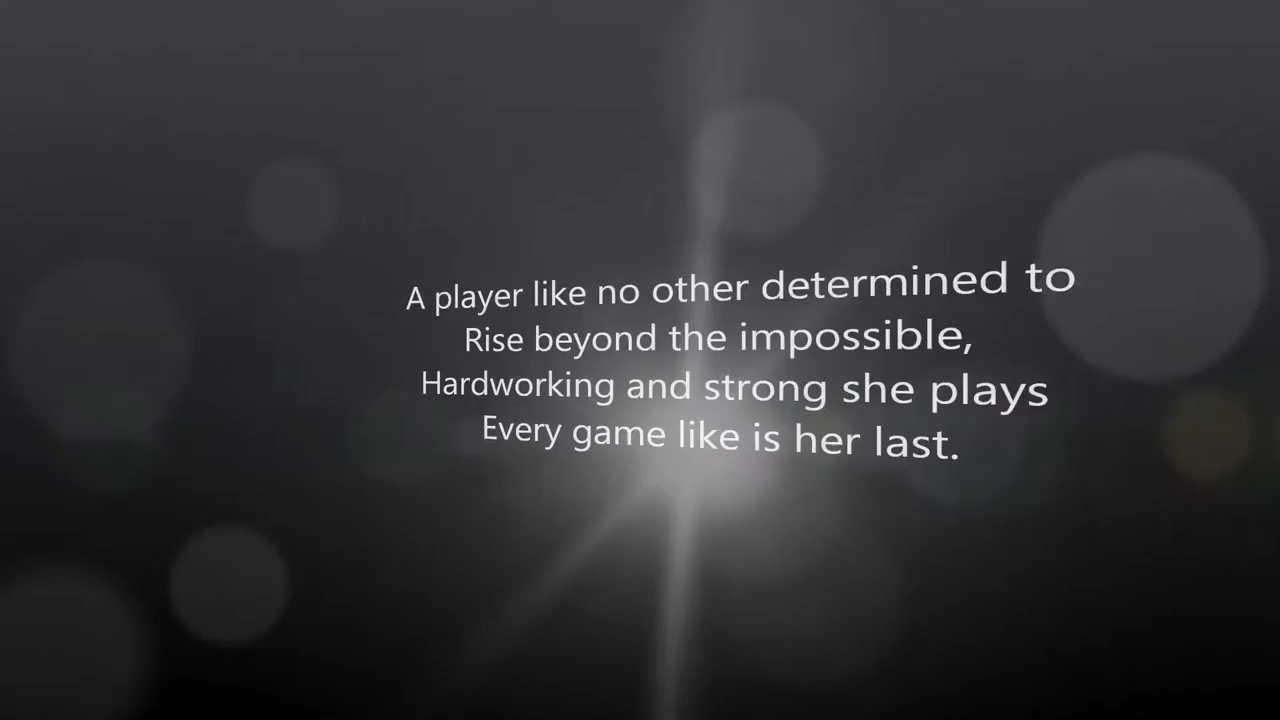 A player like no other determined to
Rise beyond the impossible,
Hardworking and strong she plays
Every game like is her last.